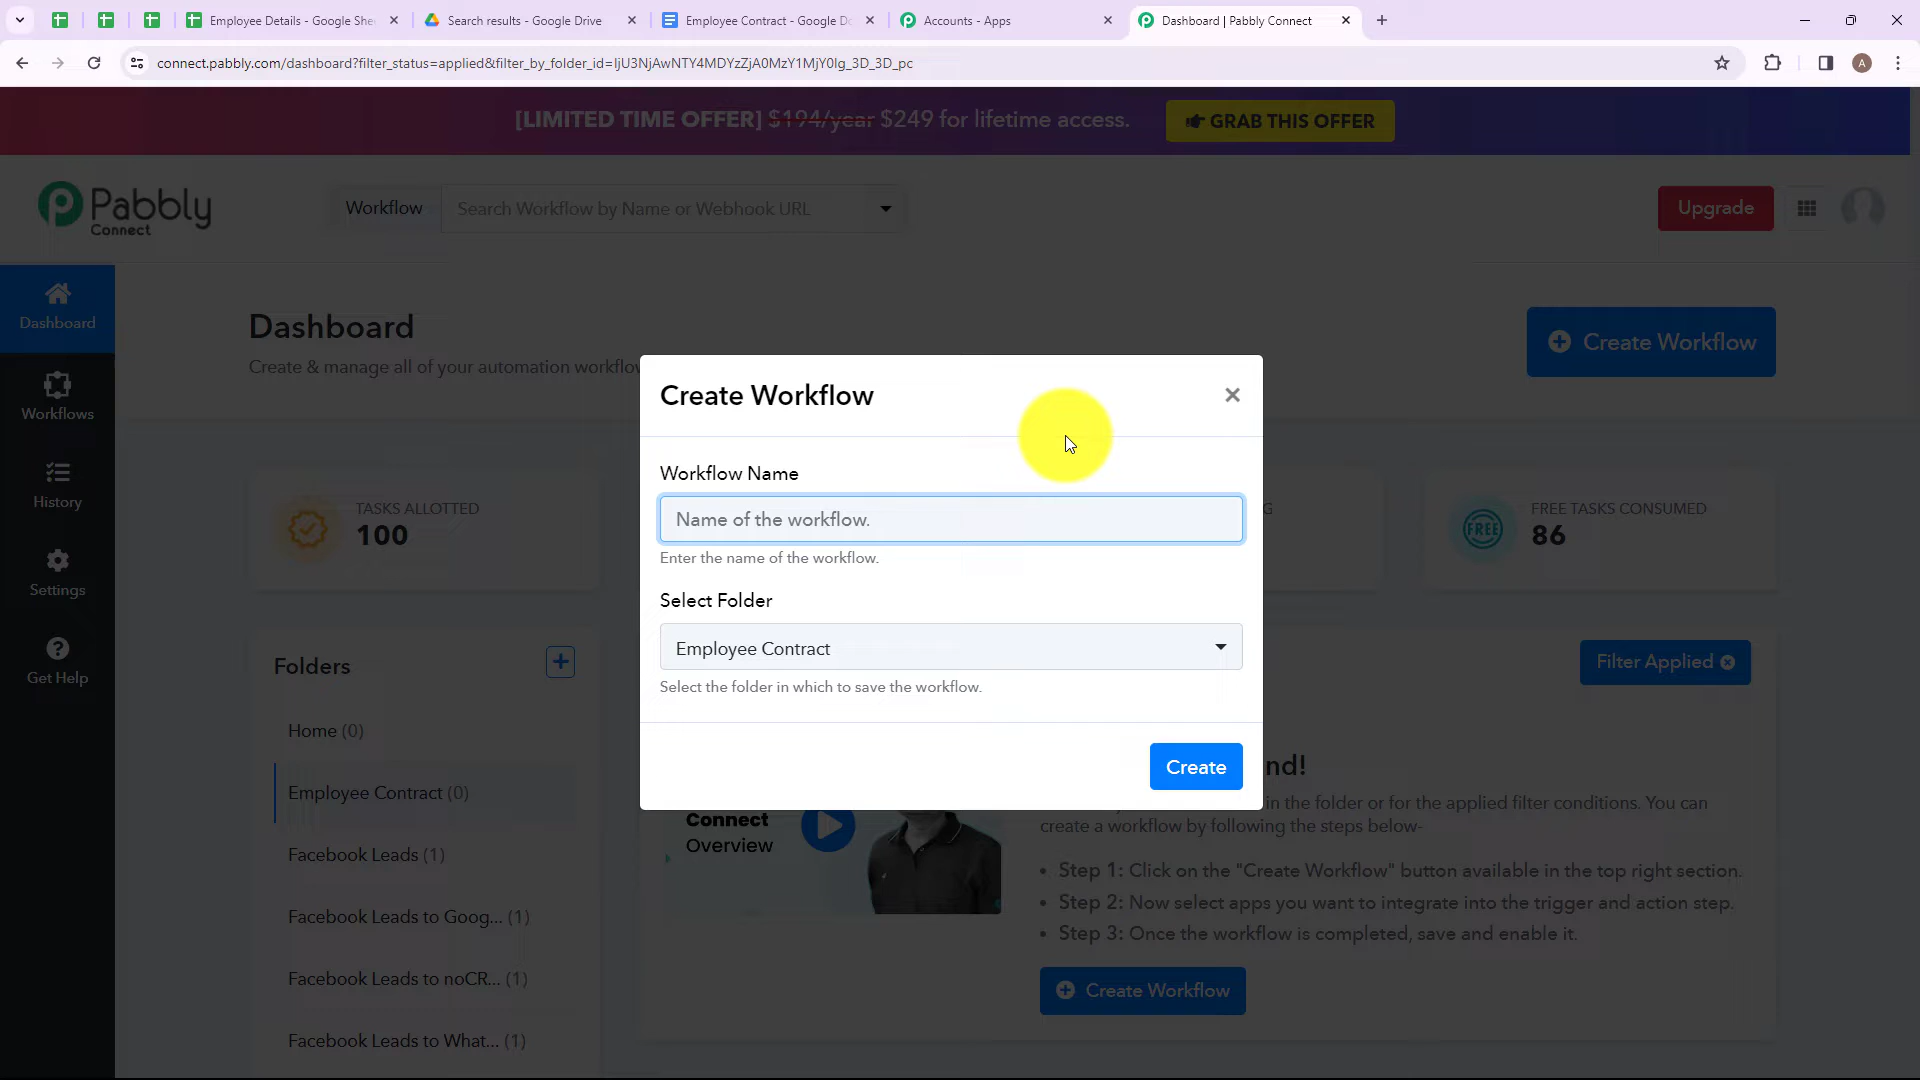 Employee Details - Google She
Search results - Google Drive
Employee Contract - Google Do
Accounts - Apps
Dashboard | Pabbly Connect
connect.pabbly.com/dashboard?filter_status=applied&filter_by_folder_id=IjU3NjAwNTY4MDYzZjA0MzY1MjY0Ig_3D_3D_pc
A
[LIMITED TIME OFFER] $194/year $249 for lifetime access.
GRAB THIS OFFER
Pabbly
Connect
Workflow
Search Workflow by Name or Webhook URL
Upgrade
Dashboard
Workflows
History
Settings
Get Help
Dashboard
Create & manage all of your automation workflow
Create Workflow
TASKS ALLOTTED
100
G
FREE
FREE TASKS CONSUMED
86
Create Workflow
×
Workflow Name
Name of the workflow.
Enter the name of the workflow.
Select Folder
Employee Contract
Select the folder in which to save the workflow.
Create
Folders
Home (0)
Employee Contract (0)
Facebook Leads (1)
Facebook Leads to Goog... (1)
Facebook Leads to noCR... (1)
Facebook Leads to What... (1)
Filter Applied
Connect
Overview
nd!
in the folder or for the applied filter conditions. You can
create a workflow by following the steps below-
• Step 1: Click on the "Create Workflow" button available in the top right section.
• Step 2: Now select apps you want to integrate into the trigger and action step.
• Step 3: Once the workflow is completed, save and enable it.
Create Workflow